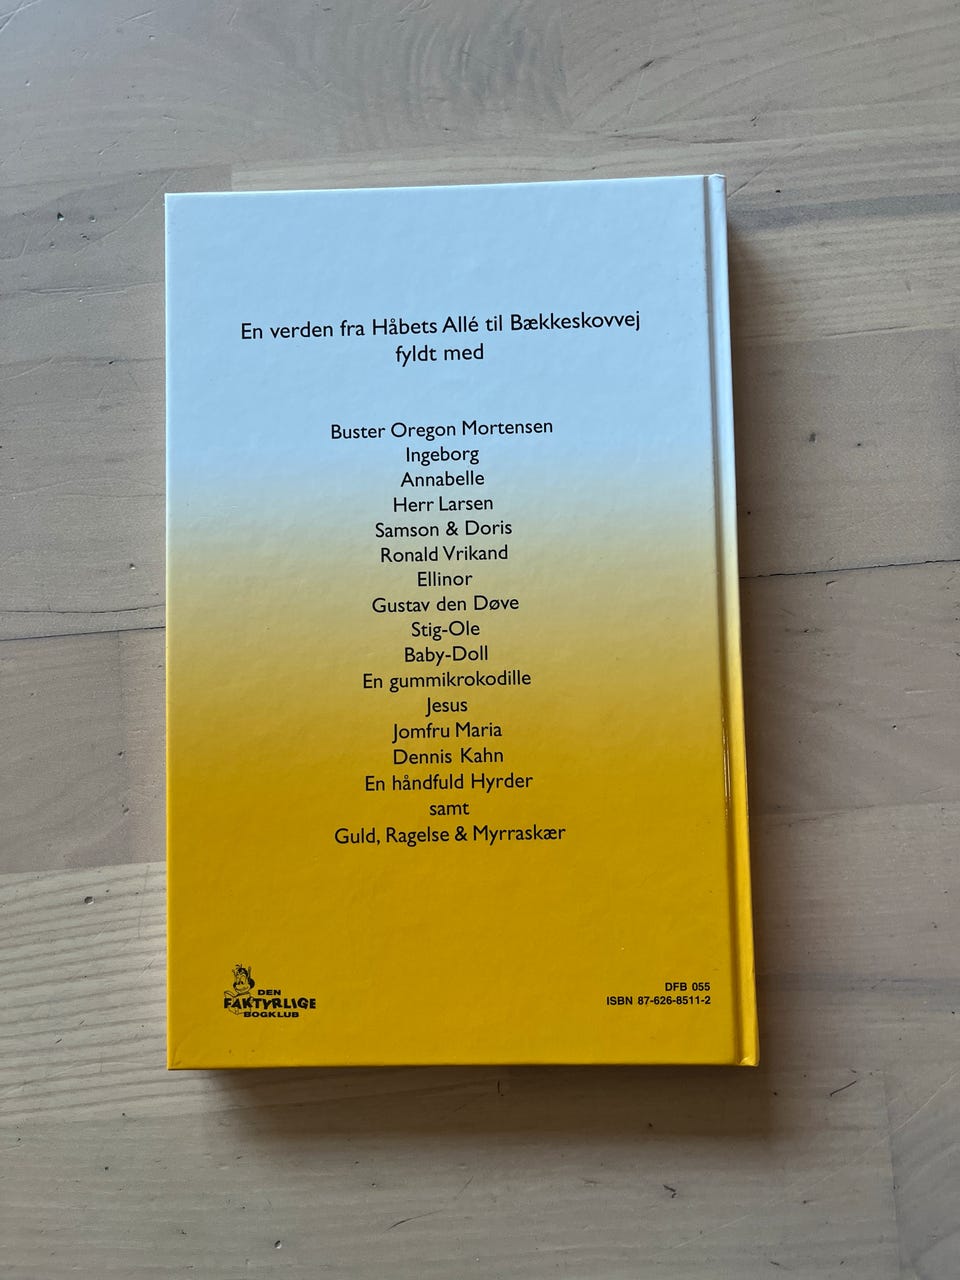 En verden fra Håbets Allé til Bækkeskovvej
fyldt med
Buster Oregon Mortensen
Ingeborg
Annabelle
Herr Larsen
Samson & Doris
Ronald Vrikand
Ellinor
Gustav den Døve
Stig-Ole
Baby-Doll
En gummikrokodille
Jesus
Jomfru Maria
Dennis Kahn
En håndfuld Hyrder
samt
Guld, Ragelse & Myrraskær
DEN
FAKTYRLIGE
BOGKLUB
DFB 055
ISBN 87-626-8511-2